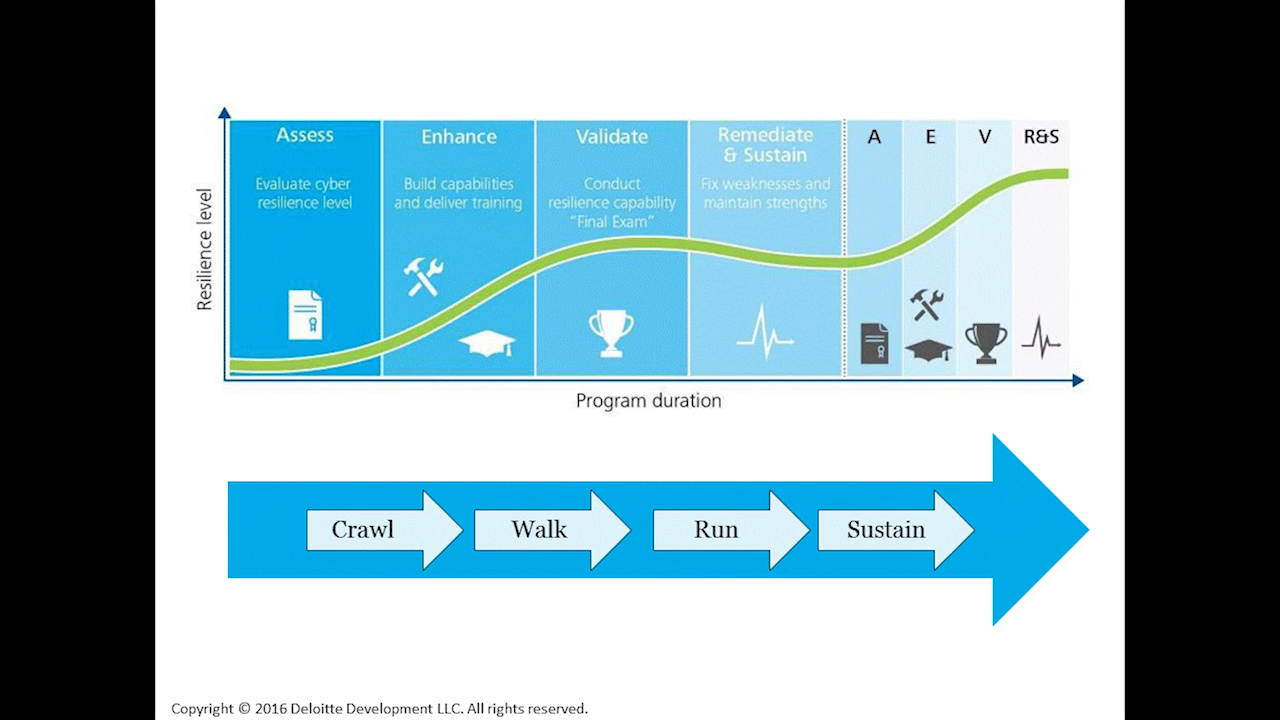 Assess
Evaluate cyber
resilience level
Enhance
Build capabilities
and deliver training
Validate
Conduct
resilience capability
“Final Exam”
Remediate
& Sustain
Fix weaknesses and
maintain strengths
A
E
V
R&S
Resilience level
Program duration
Crawl
Walk
Run
Sustain
Copyright © 2016 Deloitte Development LLC. All rights reserved.